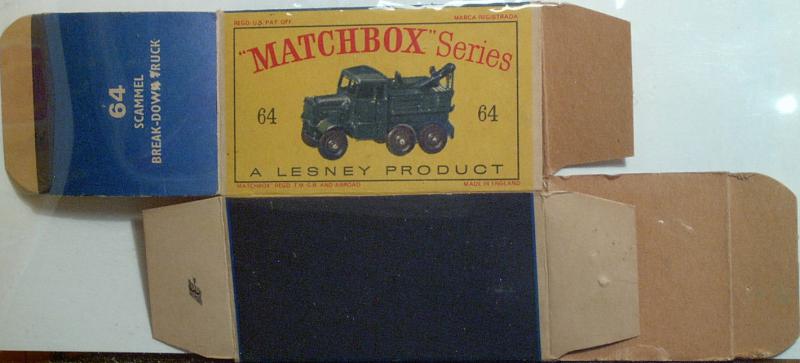 64
SCAMMEL
BREAK-DOWN TRUCK
REGD. U.S. PAT. OFF.
MARCA REGISTRADA
"MATCHBOX" Series
64
64
A LESNEY PRODUCT
"MATCHBOX" REGD. T.M. G.B. AND ABROAD
MADE IN ENGLAND